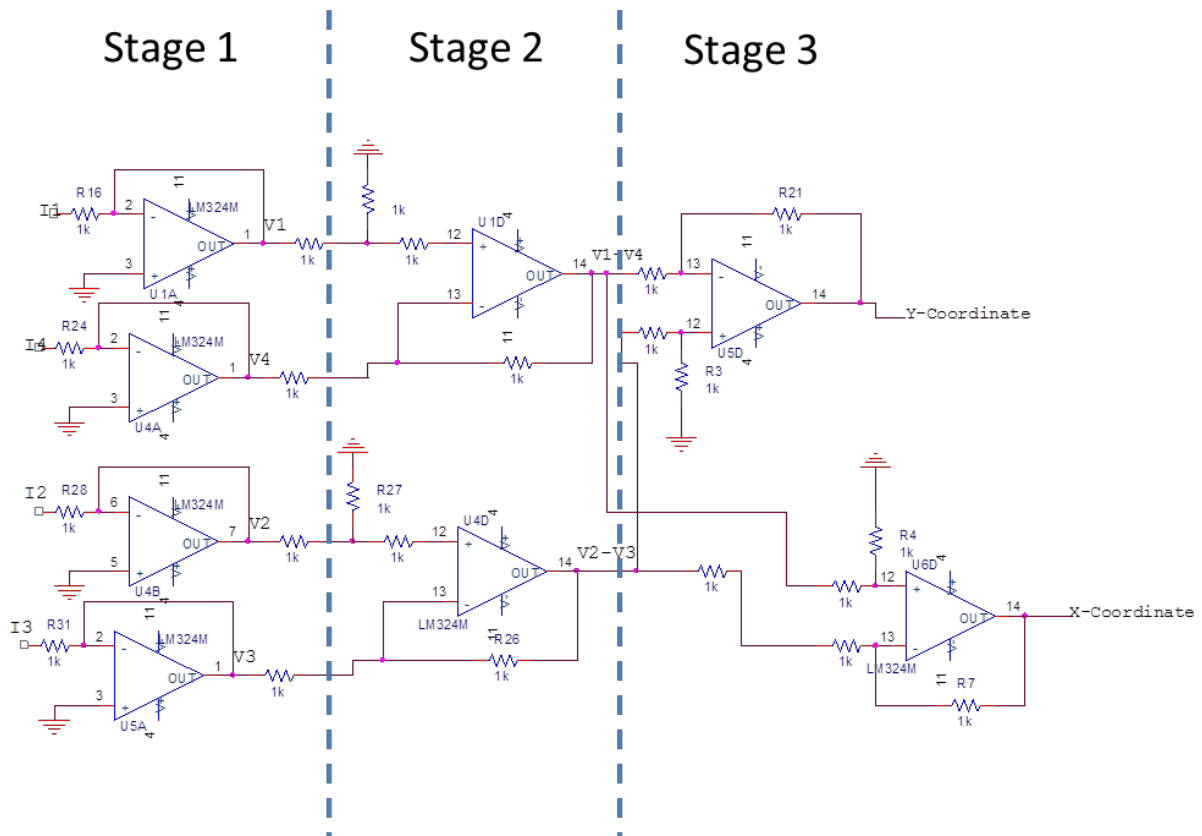 Stage 1
Stage 2
Stage 3
I1
R16
1k
2
-
11
LM324M
V1
1
OUT
3
+
V+
U1A
4
1k
1k
1k
U1D
4
12
+
V+
14
OUT
13
-
V-
11
1k
V1-V4
1k
R21
1k
11
13
-
V-
14
OUT
12
+
V+
U5D
4
1k
R3
1k
Y-Coordinate
I4
R24
1k
2
-
11
LM324M
V4
1
OUT
3
+
V+
U4A
4
1k
I2
R28
1k
6
-
11
LM324M
V2
7
OUT
5
+
V+
U4B
4
1k
R27
1k
U4D
4
12
+
V+
14
OUT
13
-
V-
LM324M
11
R26
1k
V2-V3
1k
R4
1k
U6D
4
12
+
V+
14
OUT
13
-
V-
LM324M
11
1k
1k
R7
1k
X-Coordinate
I3
R31
1k
2
-
11
LM324M
V3
1
OUT
3
+
V+
U5A
4
1k